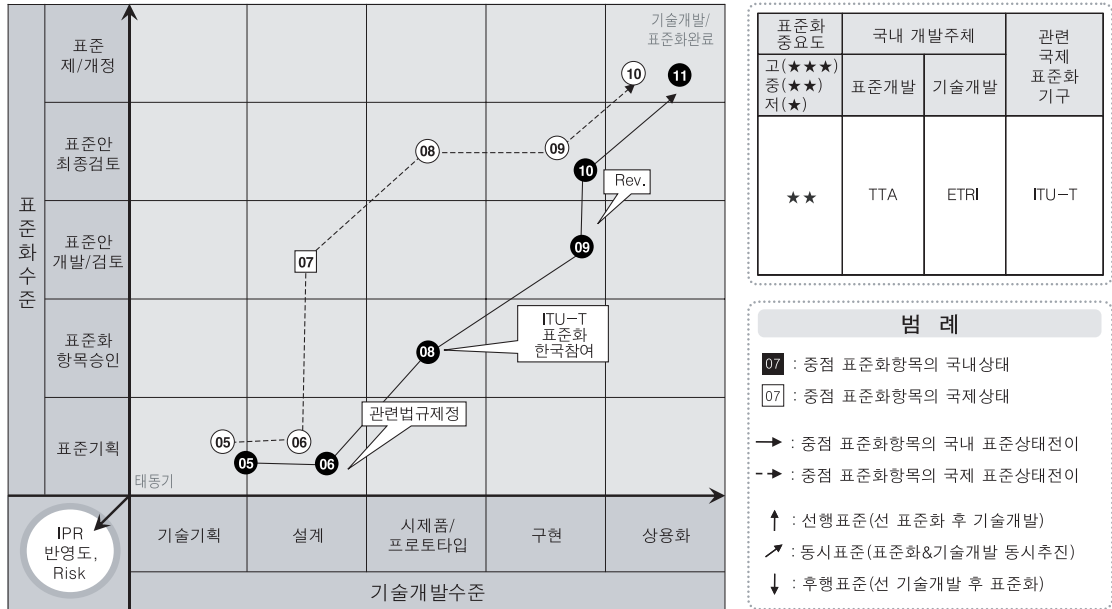 표준화수준
표준
제/개정
표준안
최종검토
표준안
개발/검토
표준화
항목승인
표준기획
기술개발/
표준화완료
10
11
08
09
10
Rev.
07
09
08
ITU-T
표준화
한국참여
관련법규제정
05
06
05
06
태동기
IPR
반영도,
Risk
기술기획
설계
시제품/
프로토타입
구현
상용화
기술개발수준
표준화
중요도
국내 개발주체
관련
국제
표준화
기구
고(★★★)
중(★★)
저(★)
표준개발
기술개발
★★
TTA
ETRI
ITU-T
범 례
07 : 중점 표준화항목의 국내상태
07 : 중점 표준화항목의 국제상태
→ : 중점 표준화항목의 국내 표준상태전이
--→ : 중점 표준화항목의 국제 표준상태전이
↑ : 선행표준(선 표준화 후 기술개발)
↗ : 동시표준(표준화&기술개발 동시추진)
↓ : 후행표준(선 기술개발 후 표준화)